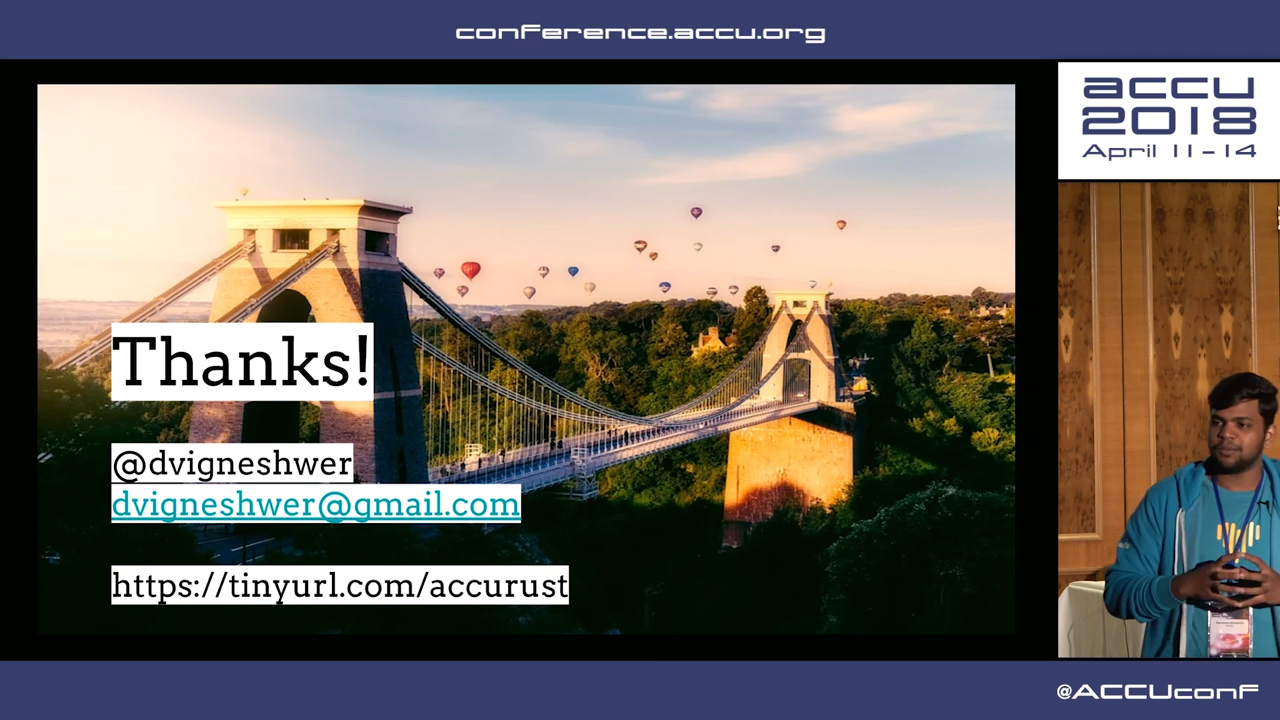 conference.accu.org
accu
2018
April 11-14
Thanks!
@dvigneshwer
dvigneshwer@gmail.com
https://tinyurl.com/accurust
@ACCUconf